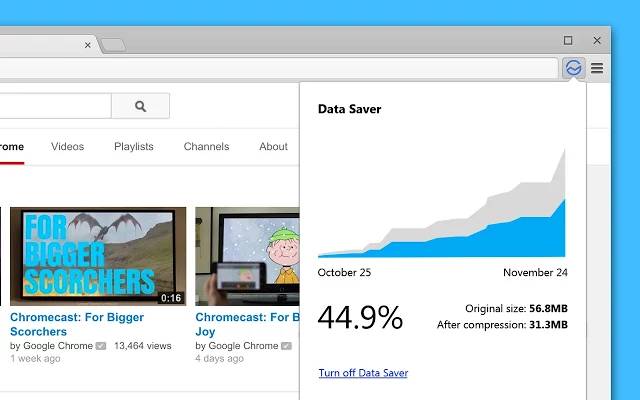 rome
Videos
Playlists
Channels
About
FOR
BIGGER
SCORCHERS
0:16
Chromecast: For Bigger
Scorchers
by Google Chrome
13,464 views
1 week ago
Chromecast: For B
Joy
by Google Chrome
4 days ago
Data Saver
October 25
November 24
44.9%
Original size: 56.8MB
After compression: 31.3MB
Turn off Data Saver